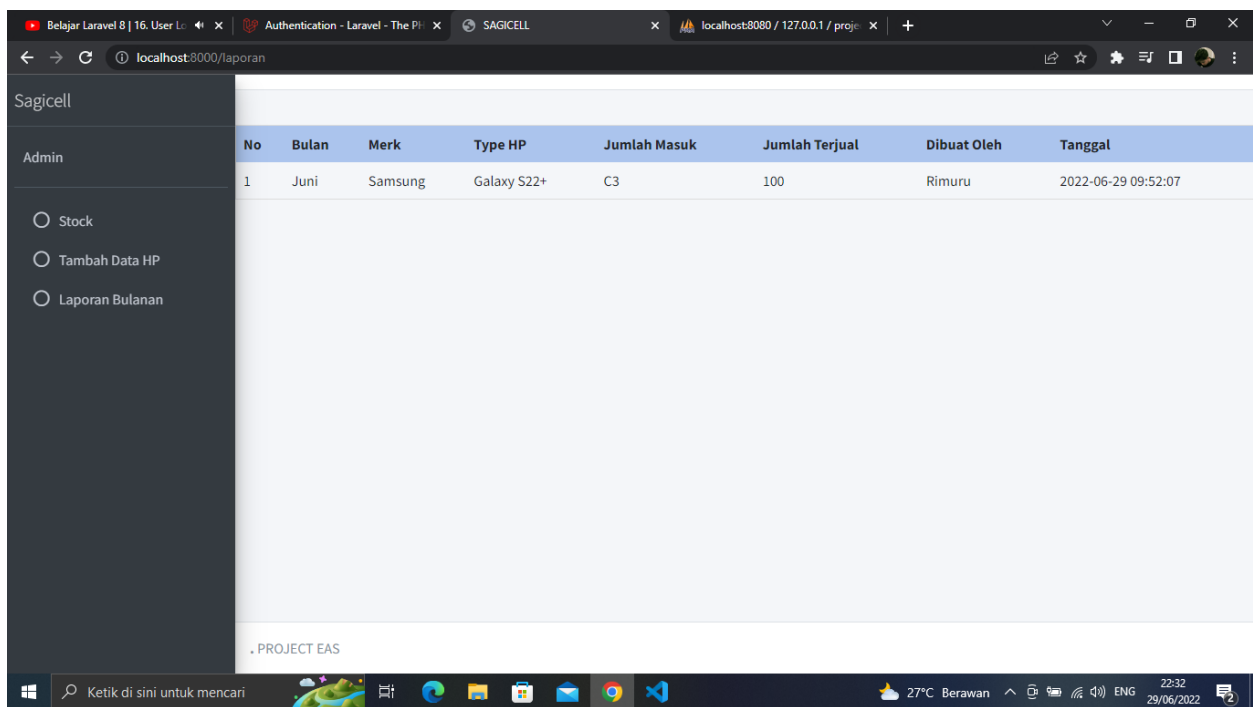 Belajar Laravel 8 | 16. User Lo
Authentication - Laravel - The PH
SAGICELL
localhost:8080 / 127.0.0.1 / proje
localhost:8000/laporan
Sagicell
Admin
Stock
Tambah Data HP
Laporan Bulanan
No Bulan Merk Type HP Jumlah Masuk Jumlah Terjual Dibuat Oleh Tanggal
1 Juni Samsung Galaxy S22+ C3 100 Rimuru 2022-06-29 09:52:07
. PROJECT EAS
Ketik di sini untuk mencari
27°C Berawan
ENG
22:32
29/06/2022
2